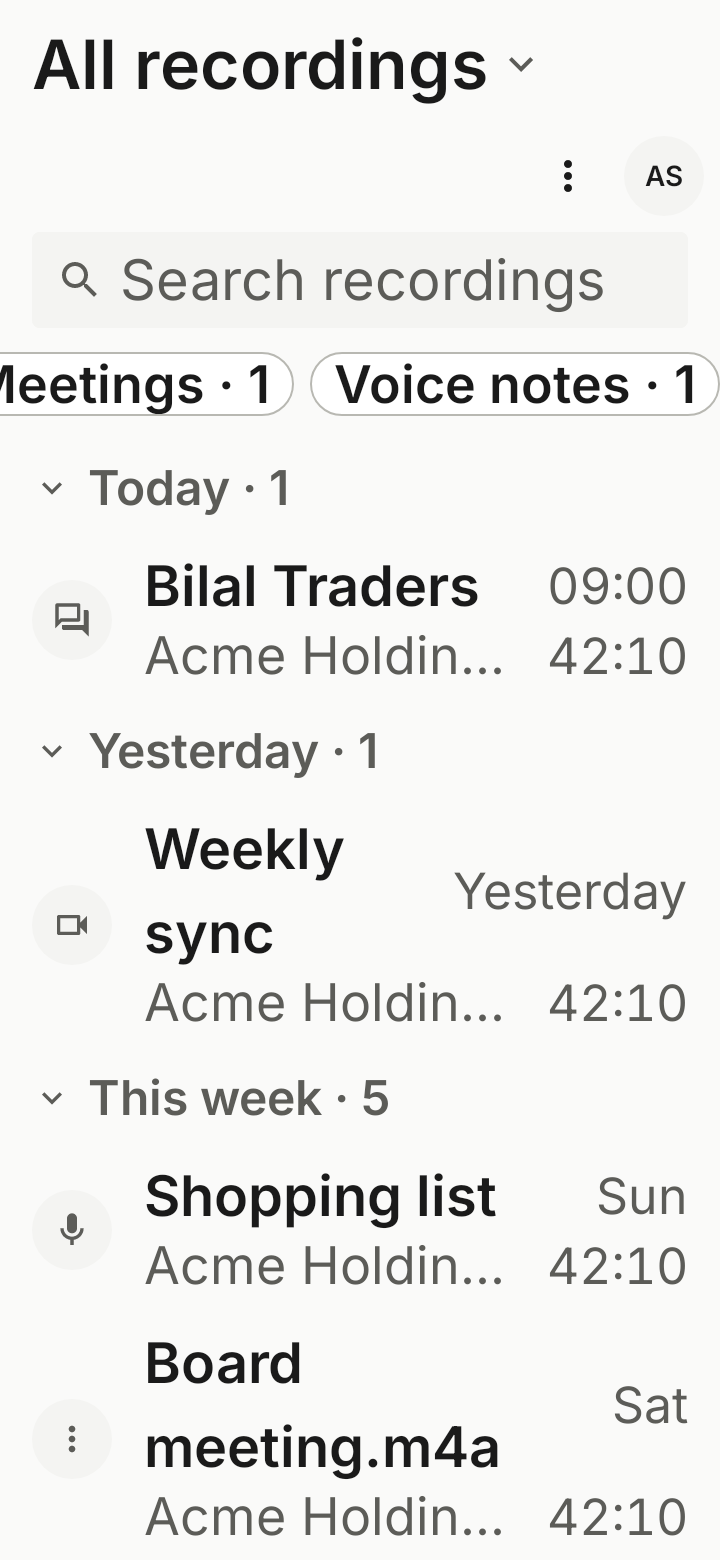 All recordings
AS
Search recordings
Meetings · 1 Voice notes · 1
Today · 1
Bilal Traders 09:00
Acme Holdin... 42:10
Yesterday · 1
Weekly
sync
Yesterday
Acme Holdin... 42:10
This week · 5
Shopping list Sun
Acme Holdin... 42:10
Board
meeting.m4a
Sat
Acme Holdin... 42:10